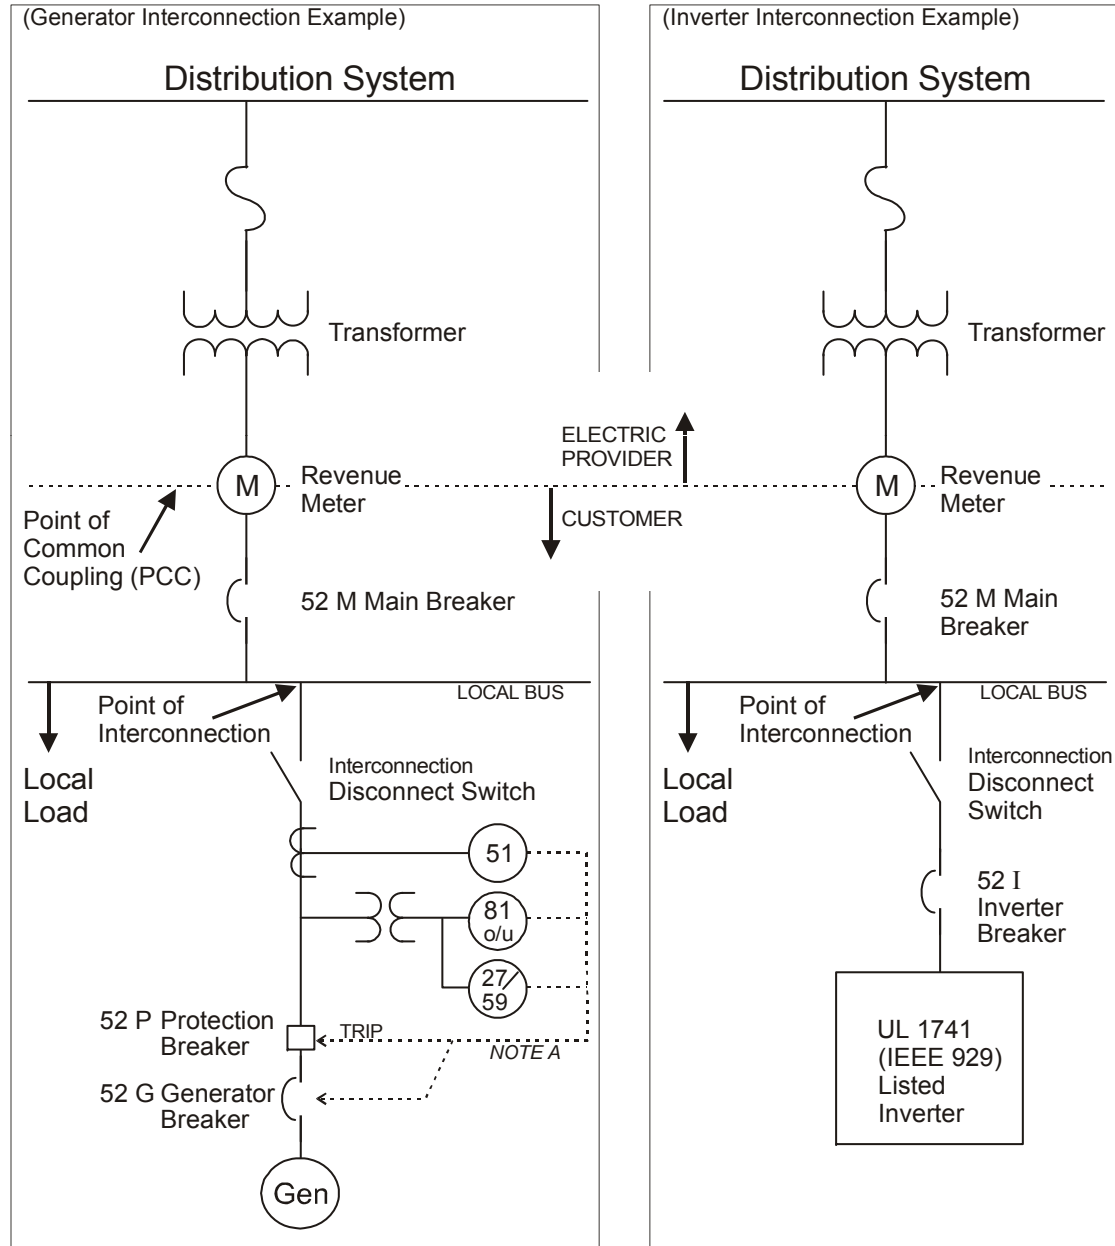 (Generator Interconnection Example)
Distribution System
Transformer
M
Revenue
Meter
Point of
Common
Coupling (PCC)
ELECTRIC
PROVIDER
CUSTOMER
52 M Main Breaker
LOCAL BUS
Point of
Interconnection
Local
Load
Interconnection
Disconnect Switch
51
81
o/u
27/
59
52 P Protection
Breaker
TRIP
NOTE A
52 G Generator
Breaker
Gen
(Inverter Interconnection Example)
Distribution System
Transformer
M
Revenue
Meter
52 M Main
Breaker
LOCAL BUS
Point of
Interconnection
Local
Load
Interconnection
Disconnect
Switch
52 I
Inverter
Breaker
UL 1741
(IEEE 929)
Listed
Inverter